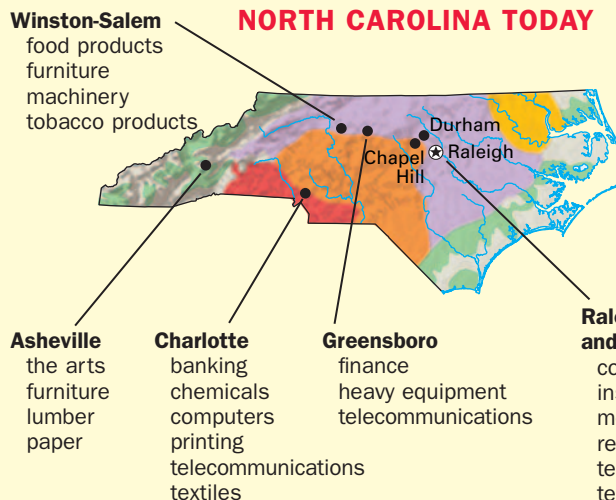 NORTH CAROLINA TODAY
Winston-Salem
food products
furniture
machinery
tobacco products
Durham
Chapel Hill
Raleigh
Asheville
the arts
furniture
lumber
paper
Charlotte
banking
chemicals
computers
printing
telecommunications
textiles
Greensboro
finance
heavy equipment
telecommunications
and